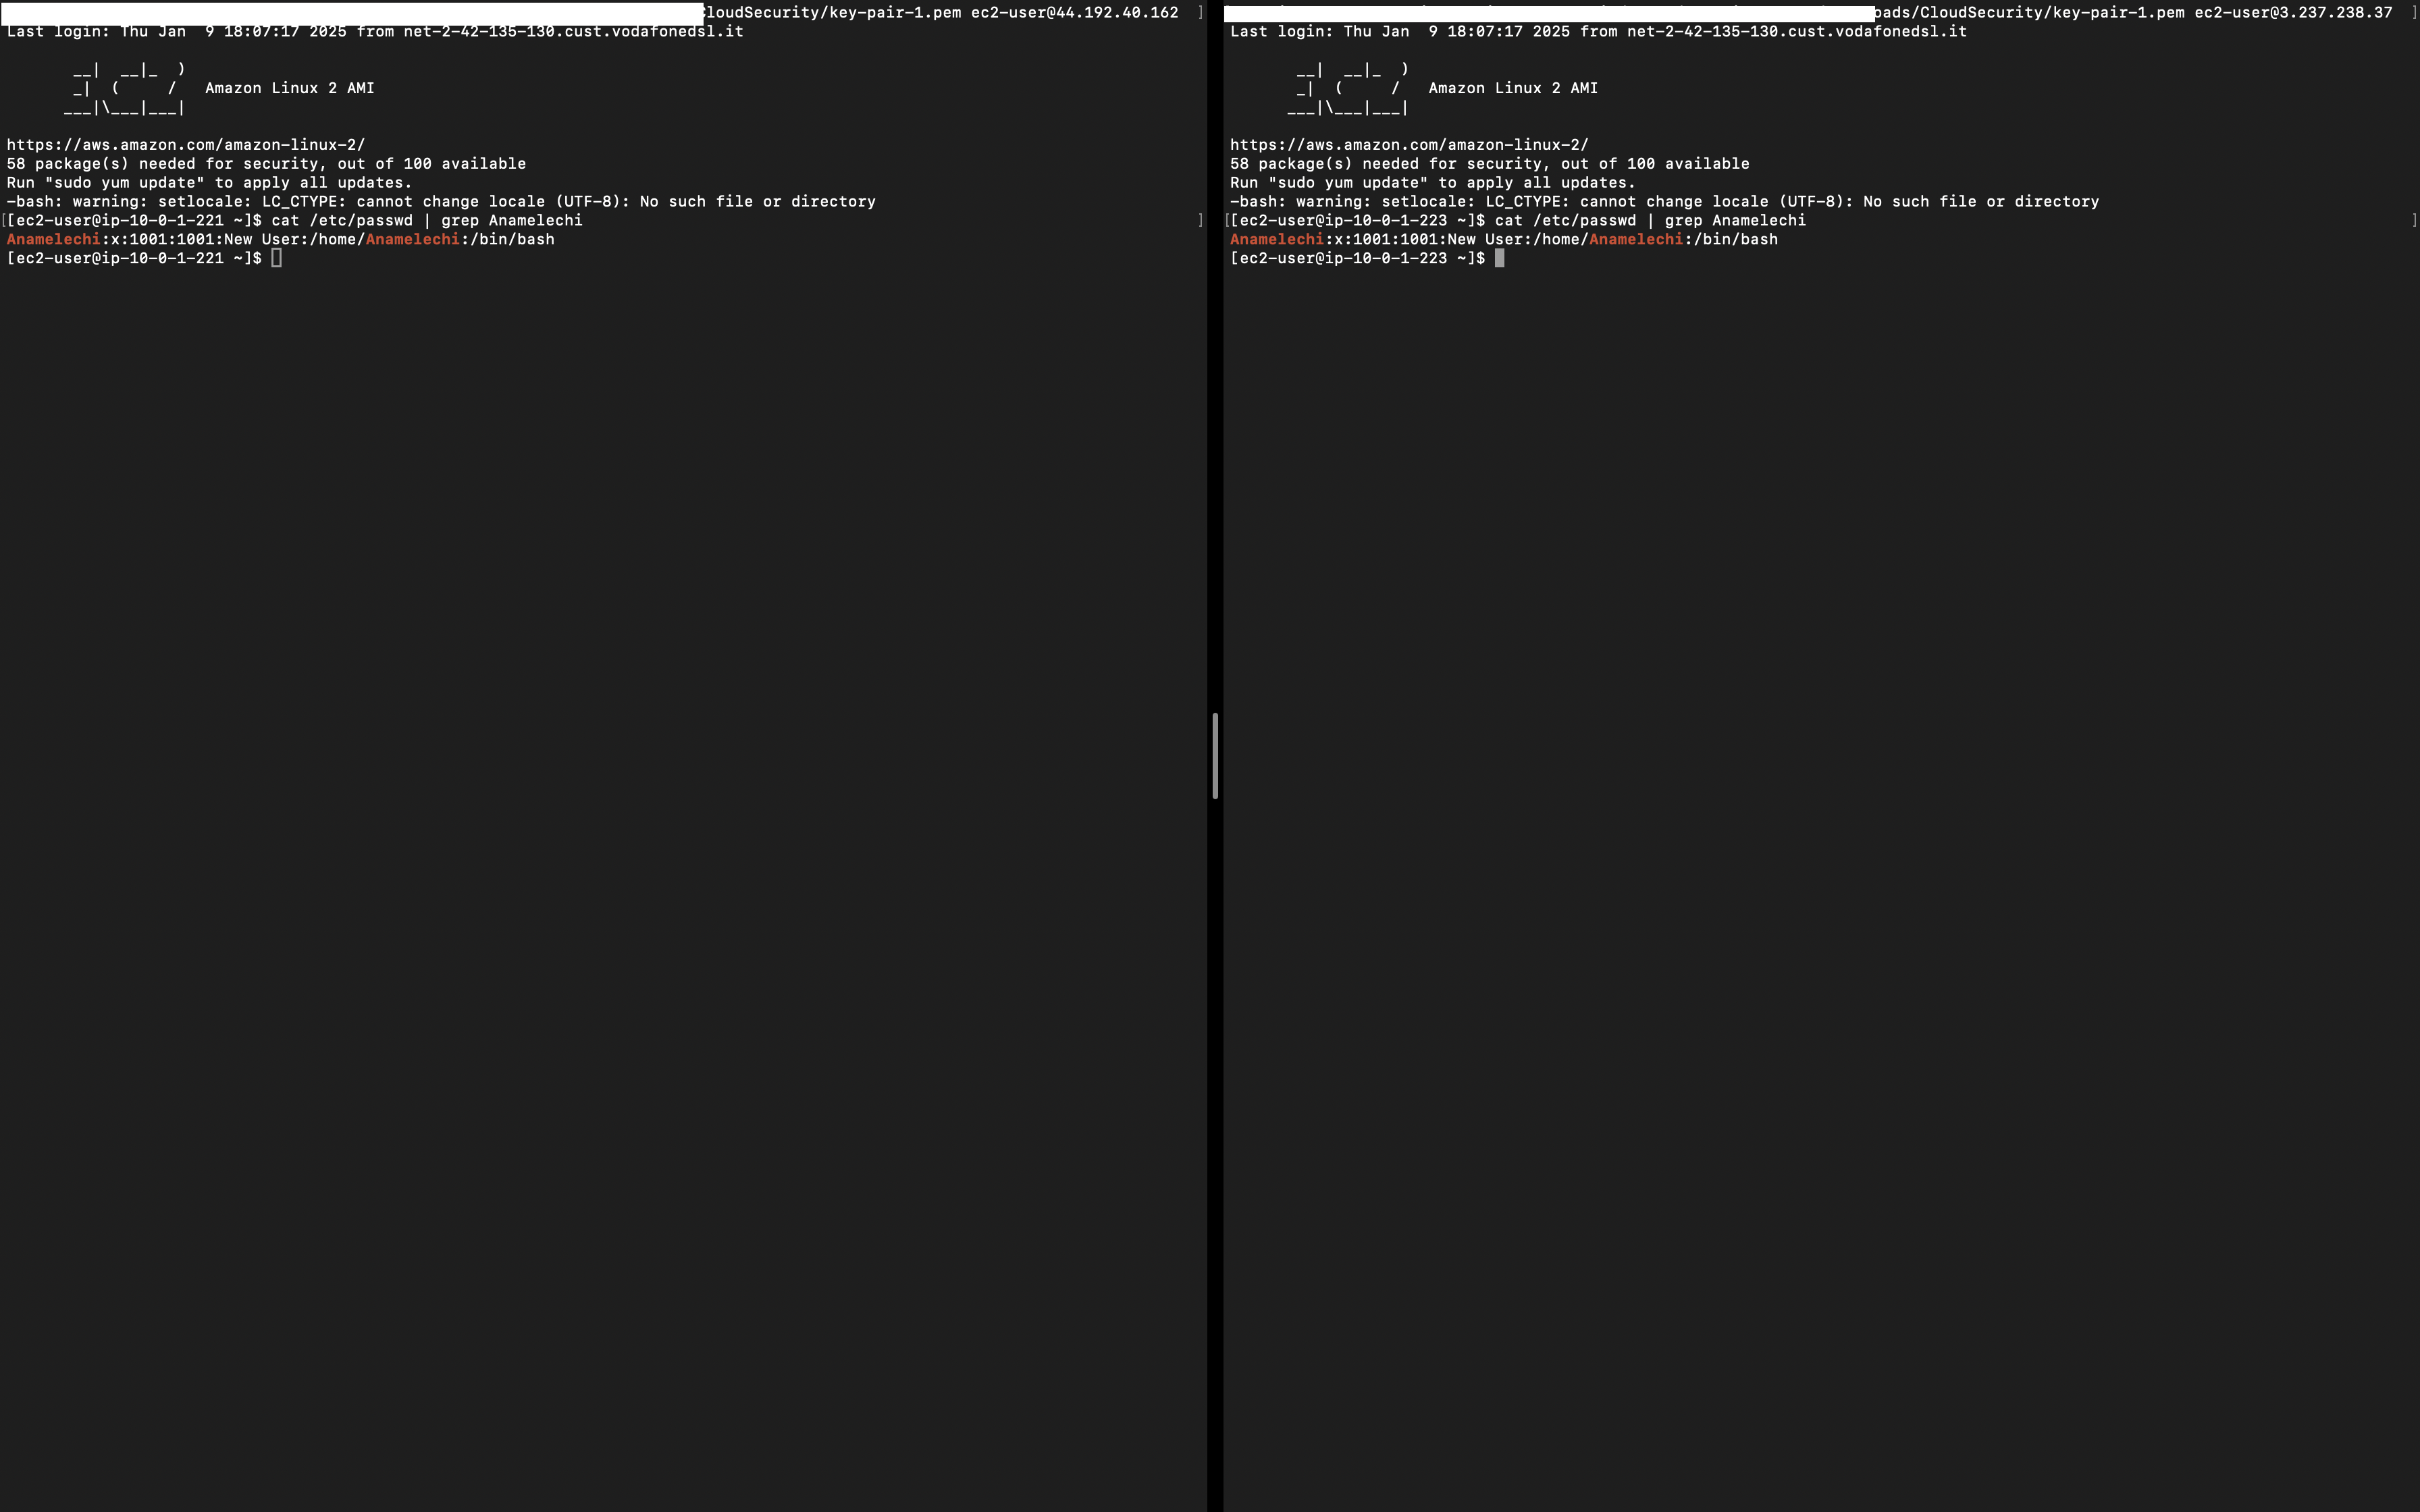 loudSecurity/key-pair-1.pem ec2-user@44.192.40.162 ]
Last login: Thu Jan  9 18:07:17 2025 from net-2-42-135-130.cust.vodafonedsl.it
       __|  __|_  )
       _|  (     /   Amazon Linux 2 AMI
      ___|\___|___|
https://aws.amazon.com/amazon-linux-2/
58 package(s) needed for security, out of 100 available
Run "sudo yum update" to apply all updates.
-bash: warning: setlocale: LC_CTYPE: cannot change locale (UTF-8): No such file or directory
[[ec2-user@ip-10-0-1-221 ~]$ cat /etc/passwd | grep Anamelechi ]
Anamelechi:x:1001:1001:New User:/home/Anamelechi:/bin/bash
[ec2-user@ip-10-0-1-221 ~]$
oads/CloudSecurity/key-pair-1.pem ec2-user@3.237.238.37 ]
Last login: Thu Jan  9 18:07:17 2025 from net-2-42-135-130.cust.vodafonedsl.it
       __|  __|_  )
       _|  (     /   Amazon Linux 2 AMI
      ___|\___|___|
https://aws.amazon.com/amazon-linux-2/
58 package(s) needed for security, out of 100 available
Run "sudo yum update" to apply all updates.
-bash: warning: setlocale: LC_CTYPE: cannot change locale (UTF-8): No such file or directory
[[ec2-user@ip-10-0-1-223 ~]$ cat /etc/passwd | grep Anamelechi ]
Anamelechi:x:1001:1001:New User:/home/Anamelechi:/bin/bash
[ec2-user@ip-10-0-1-223 ~]$